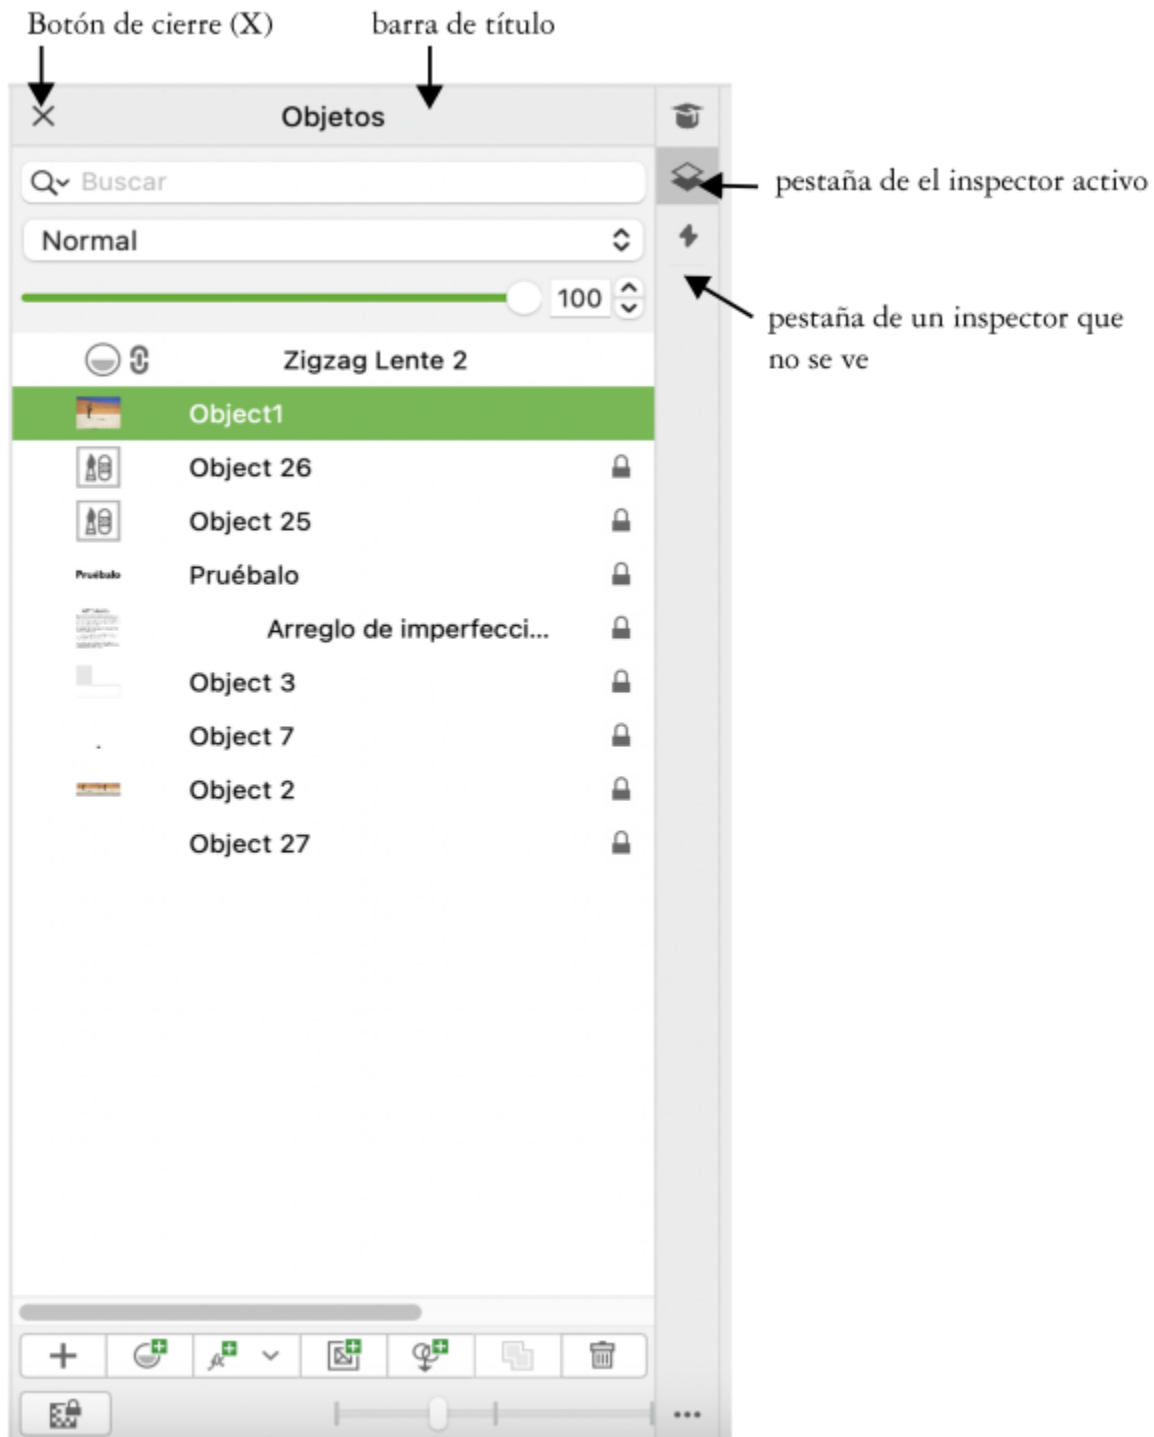 Botón de cierre (X)
barra de título
Objetos
Buscar
pestaña de el inspector activo
Normal
100
pestaña de un inspector que
no se ve
Zigzag Lente 2
Object1
Object 26
Object 25
Pruébalo
Pruébalo
Arreglo de imperfecci...
Object 3
Object 7
Object 2
Object 27